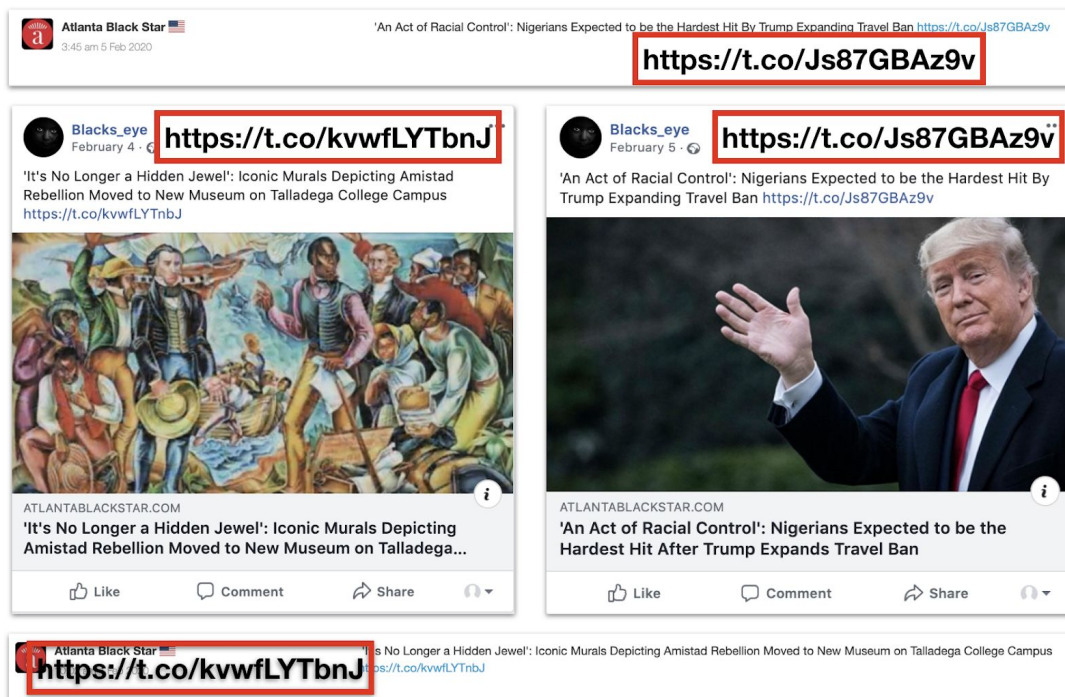 Atlanta Black Star
3:45 am 5 Feb 2020
'An Act of Racial Control': Nigerians Expected to be the Hardest Hit By Trump Expanding Travel Ban https://t.co/Js87GBAz9v
https://t.co/Js87GBAz9v
Blacks_eye
February 4 ·
https://t.co/kvwfLYTbnJ
'It's No Longer a Hidden Jewel': Iconic Murals Depicting Amistad
Rebellion Moved to New Museum on Talladega College Campus
https://t.co/kvwfLYTnbJ
ATLANTABLACKSTAR.COM
'It's No Longer a Hidden Jewel': Iconic Murals Depicting
Amistad Rebellion Moved to New Museum on Talladega...
Like Comment Share
Blacks_eye
February 5 ·
https://t.co/Js87GBAz9v
'An Act of Racial Control': Nigerians Expected to be the Hardest Hit By
Trump Expanding Travel Ban https://t.co/Js87GBAz9v
ATLANTABLACKSTAR.COM
'An Act of Racial Control': Nigerians Expected to be the
Hardest Hit After Trump Expands Travel Ban
Like Comment Share
Atlanta Black Star
https://t.co/kvwfLYTbnJ
No Longer a Hidden Jewel': Iconic Murals Depicting Amistad Rebellion Moved to New Museum on Talladega College Campus
ps://t.co/kvwfLYTnbJ